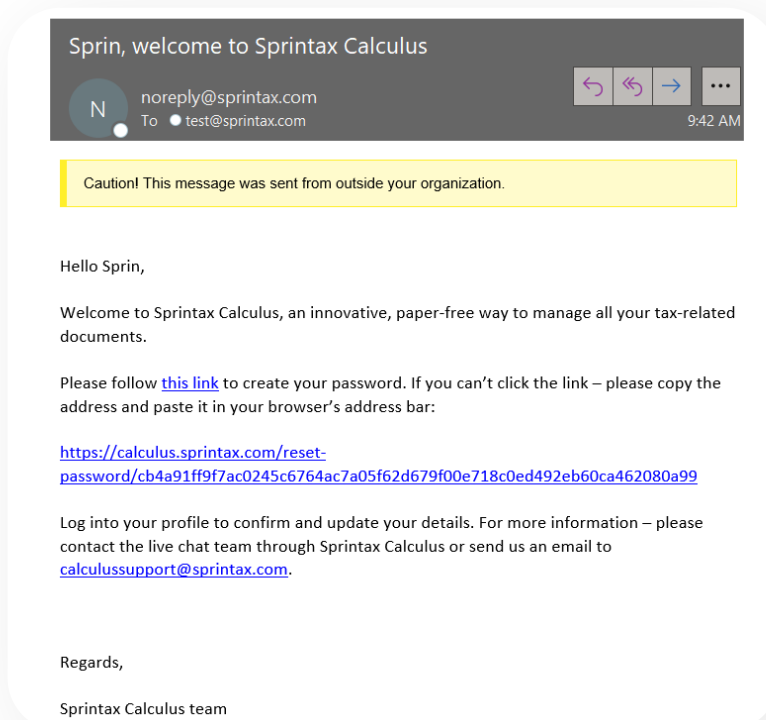 Sprin, welcome to Sprintax Calculus
N
noreply@sprintax.com
To test@sprintax.com
9:42 AM
Caution! This message was sent from outside your organization.
Hello Sprin,
Welcome to Sprintax Calculus, an innovative, paper-free way to manage all your tax-related
documents.
Please follow this link to create your password. If you can’t click the link – please copy the
address and paste it in your browser’s address bar:
https://calculus.sprintax.com/reset-
password/cb4a91ff9f7ac0245c6764ac7a05f62d679f00e718c0ed492eb60ca462080a99
Log into your profile to confirm and update your details. For more information – please
contact the live chat team through Sprintax Calculus or send us an email to
calculussupport@sprintax.com.
Regards,
Sprintax Calculus team